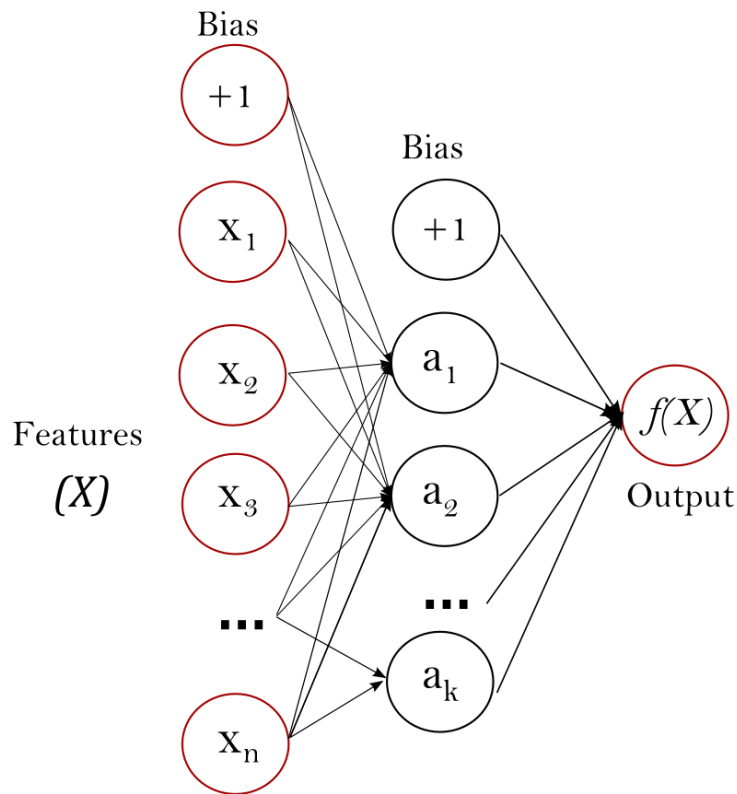 Bias
+1
x₁
x₂
x₃
...
xₙ
Features
(X)
Bias
+1
a₁
a₂
...
aₖ
f(X)
Output